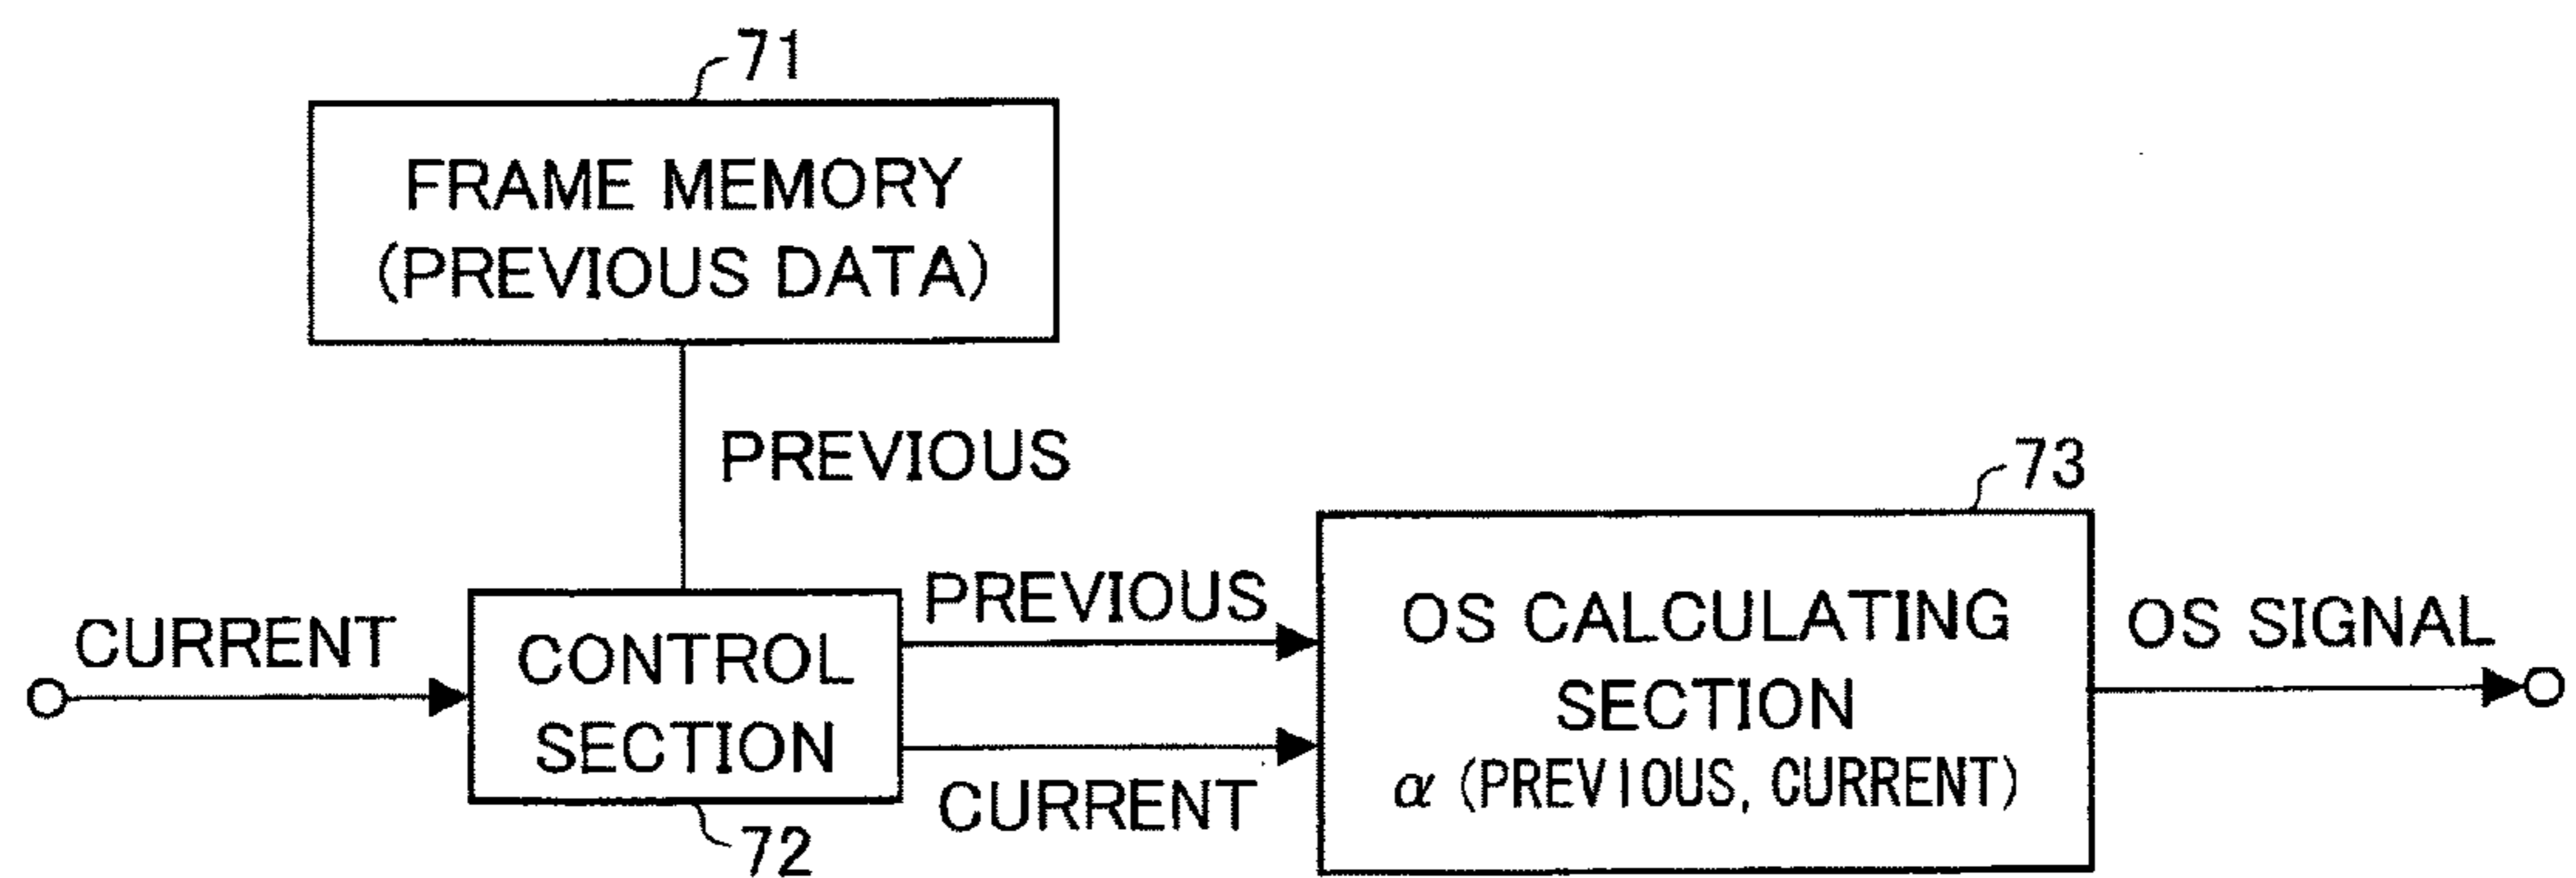 71
FRAME MEMORY
(PREVIOUS DATA)
PREVIOUS
73
CURRENT
CONTROL
SECTION
72
PREVIOUS
CURRENT
OS CALCULATING
SECTION
α (PREVIOUS, CURRENT)
OS SIGNAL